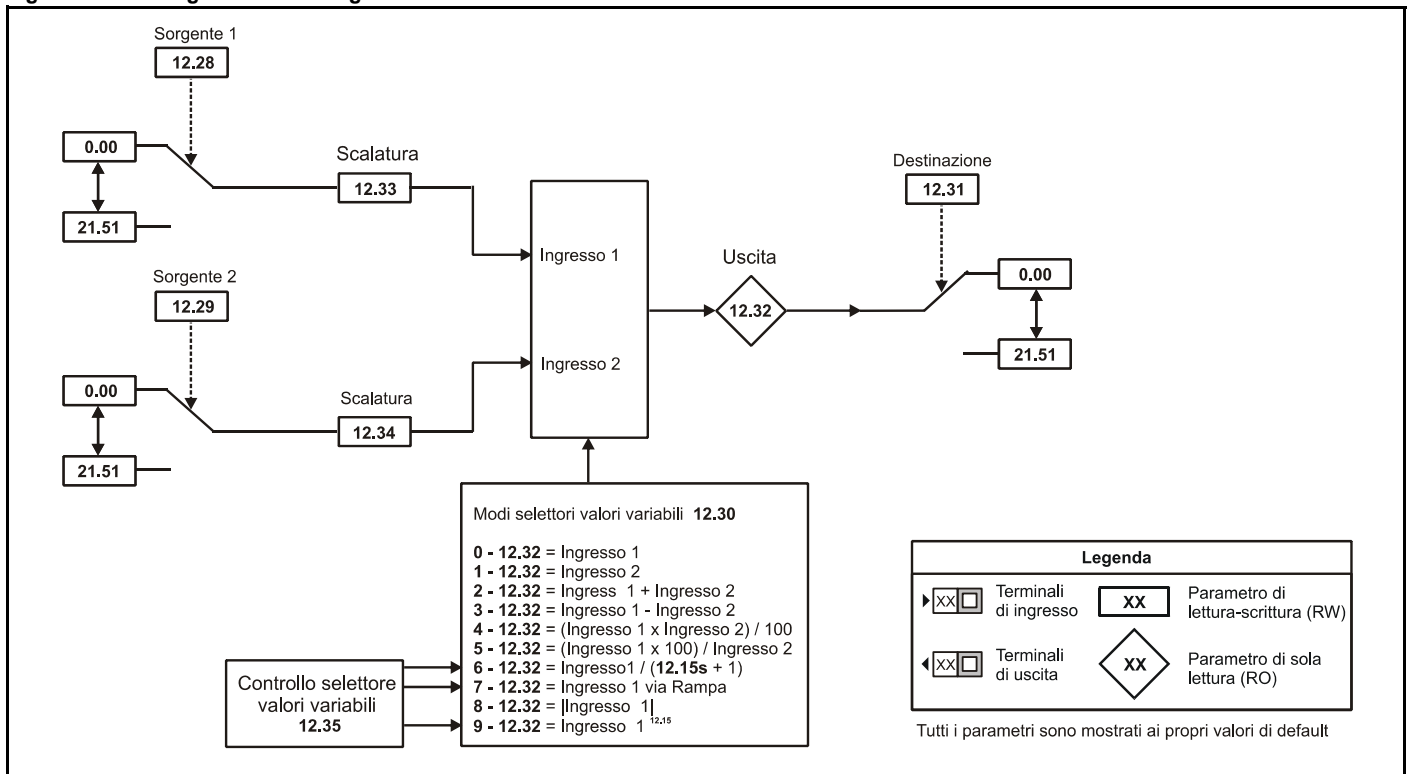 Sorgente 1
12.28
0.00
21.51
Scalatura
12.33
Sorgente 2
12.29
0.00
21.51
Scalatura
12.34
Ingresso 1
Ingresso 2
Uscita
12.32
Destinazione
12.31
0.00
21.51
Modi selettori valori variabili 12.30
0 - 12.32 = Ingresso 1
1 - 12.32 = Ingresso 2
2 - 12.32 = Ingress 1 + Ingresso 2
3 - 12.32 = Ingresso 1 - Ingresso 2
4 - 12.32 = (Ingresso 1 x Ingresso 2) / 100
5 - 12.32 = (Ingresso 1 x 100) / Ingresso 2
6 - 12.32 = Ingresso1 / (12.15s + 1)
7 - 12.32 = Ingresso 1 via Rampa
8 - 12.32 = |Ingresso 1|
9 - 12.32 = Ingresso 1 12.15
Controllo selettore
valori variabili
12.35
Legenda
XX
Terminali
di ingresso
XX
Parametro di
lettura-scrittura (RW)
XX
Terminali
di uscita
XX
Parametro di sola
lettura (RO)
Tutti i parametri sono mostrati ai propri valori di default